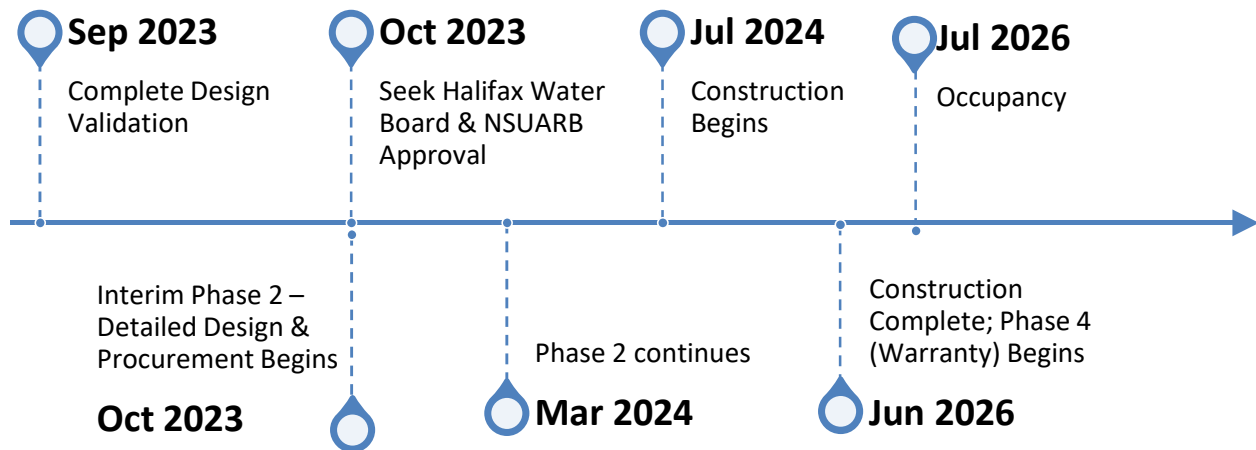 Sep 2023
Complete Design
Validation
Oct 2023
Seek Halifax Water
Board & NSUARB
Approval
Jul 2024
Construction
Begins
Jul 2026
Occupancy
Interim Phase 2 –
Detailed Design &
Procurement Begins
Oct 2023
Phase 2 continues
Mar 2024
Construction
Complete; Phase 4
(Warranty) Begins
Jun 2026